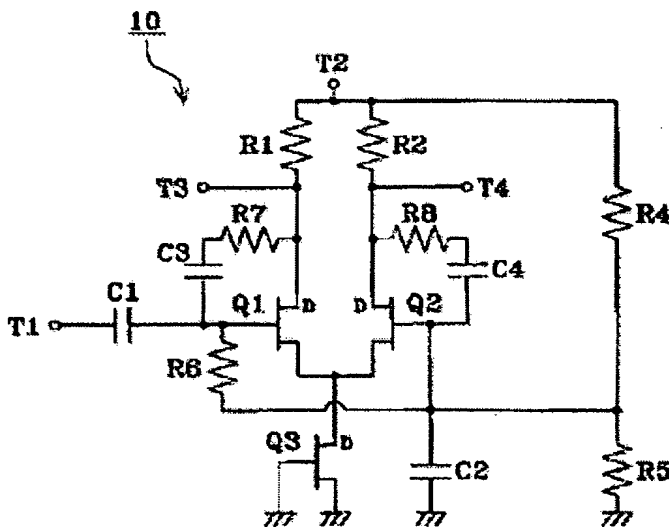 10
T2
R1 R2
T3 T4
R4
R7 R8
C3 C4
C1 Q1 D D Q2
T1
R6
Q3 D
C2 R5